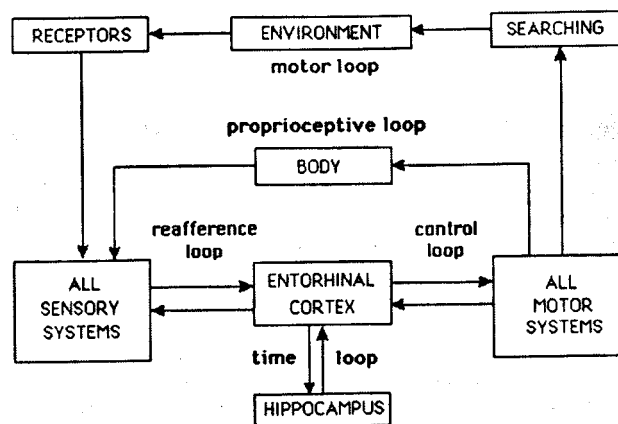 RECEPTORS
ENVIRONMENT
SEARCHING
motor loop
proprioceptive loop
BODY
reafference
loop
control
loop
ALL
SENSORY
SYSTEMS
ENTORHINAL
CORTEX
ALL
MOTOR
SYSTEMS
time loop
HIPPOCAMPUS